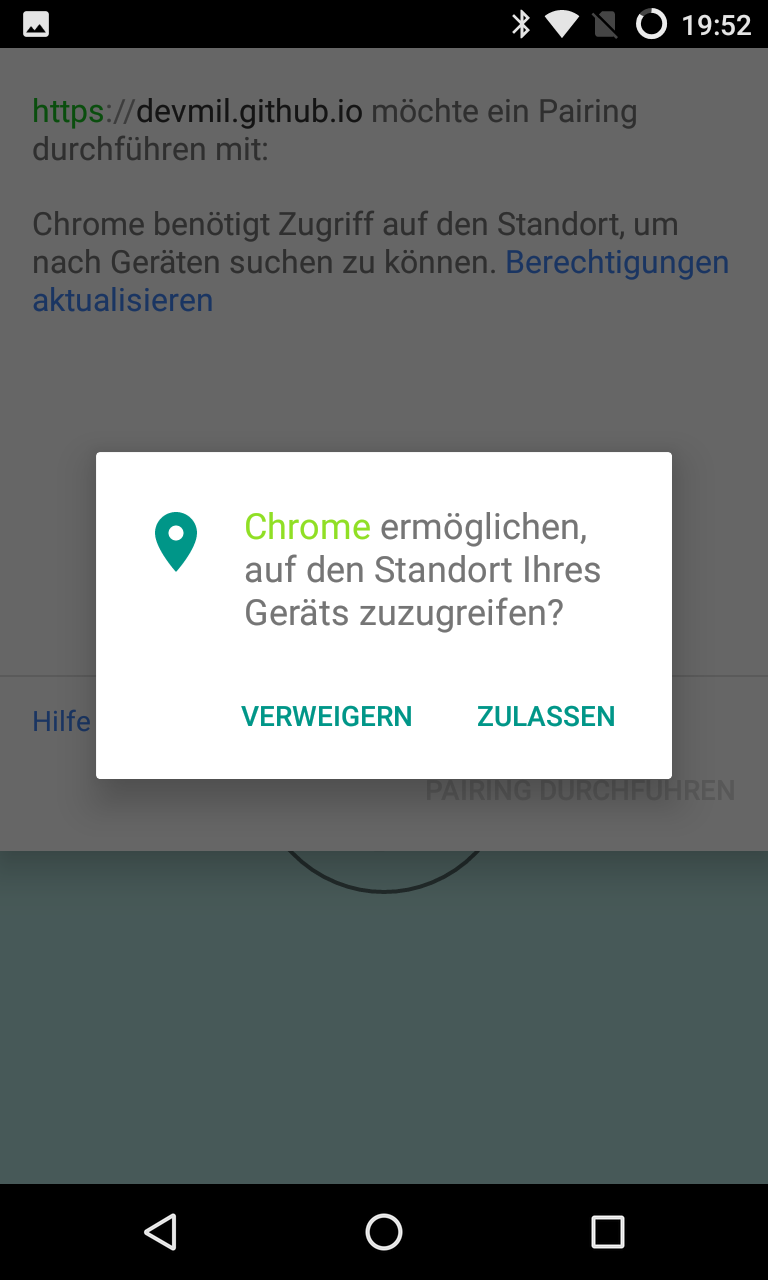 19:52
https://devmil.github.io möchte ein Pairing
durchführen mit:
Chrome benötigt Zugriff auf den Standort, um
nach Geräten suchen zu können. Berechtigungen
aktualisieren
Chrome ermöglichen,
auf den Standort Ihres
Geräts zuzugreifen?
VERWEIGERN ZULASSEN
Hilfe
PAIRING DURCHFÜHREN